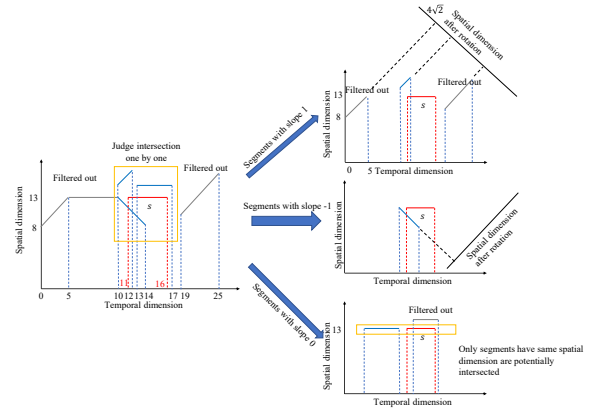 Judge intersection
one by one
Filtered out
Filtered out
Spatial dimension
13
8
s
11
16
0
5
10 12 13 14
17 19
25
Temporal dimension
Segments with slope 1
Segments with slope -1
Segments with slope 0
4√2
Spatial dimension
after rotation
Filtered out
Filtered out
Spatial dimension
13
8
s
0
5
Temporal dimension
Spatial dimension
s
Spatial dimension
after rotation
Temporal dimension
Filtered out
Spatial dimension
13
s
Only segments have same spatial
dimension are potentially
intersected
Temporal dimension